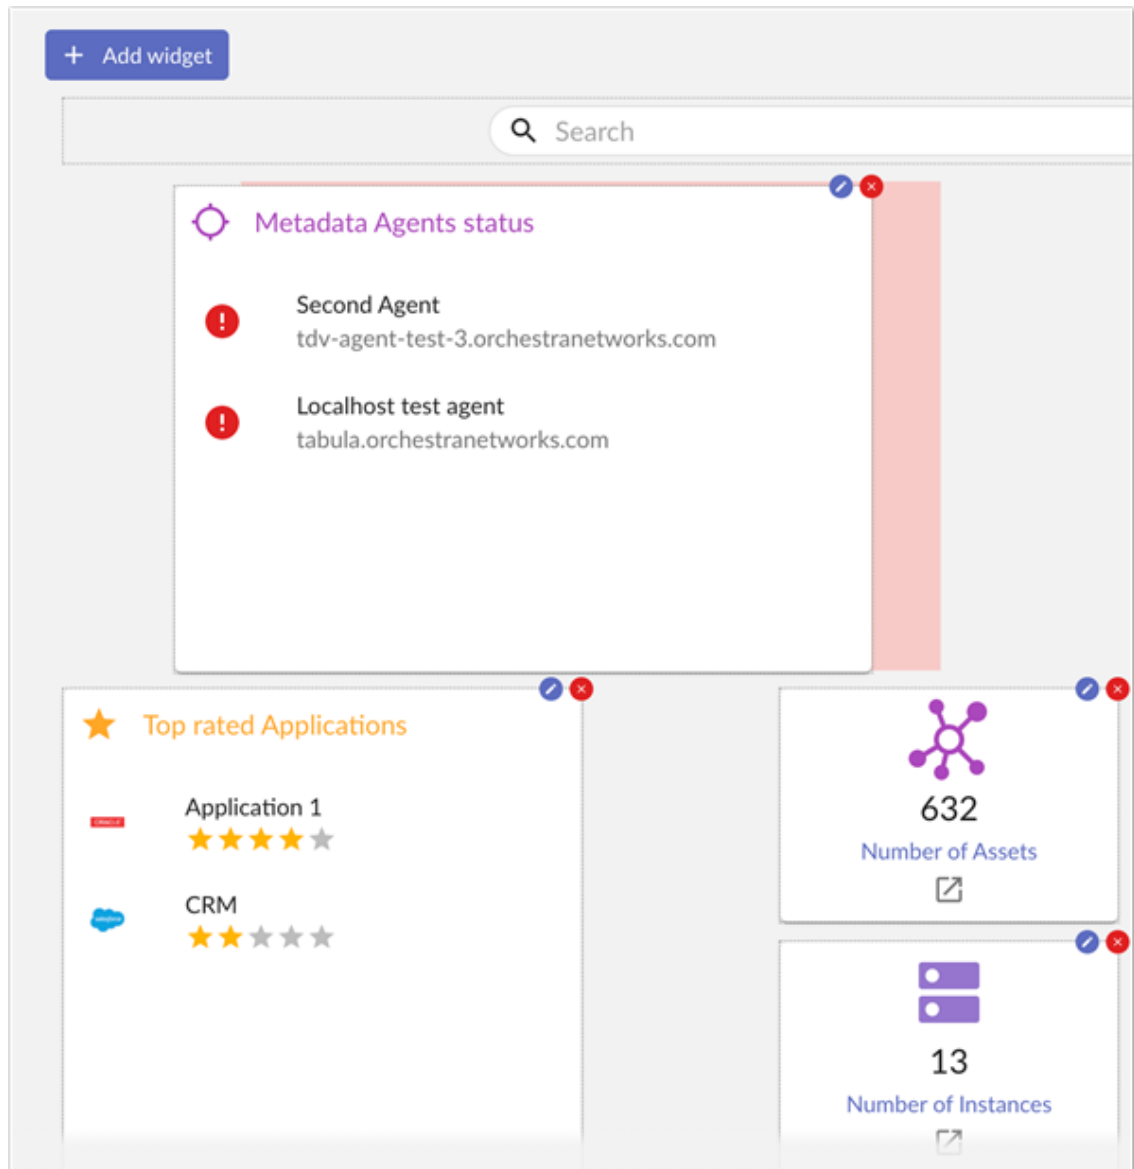 Add widget
Search
Metadata Agents status
Second Agent
tdv-agent-test-3.orchestranetworks.com
Localhost test agent
tabula.orchestranetworks.com
Top rated Applications
Application 1
CRM
632
Number of Assets
13
Number of Instances